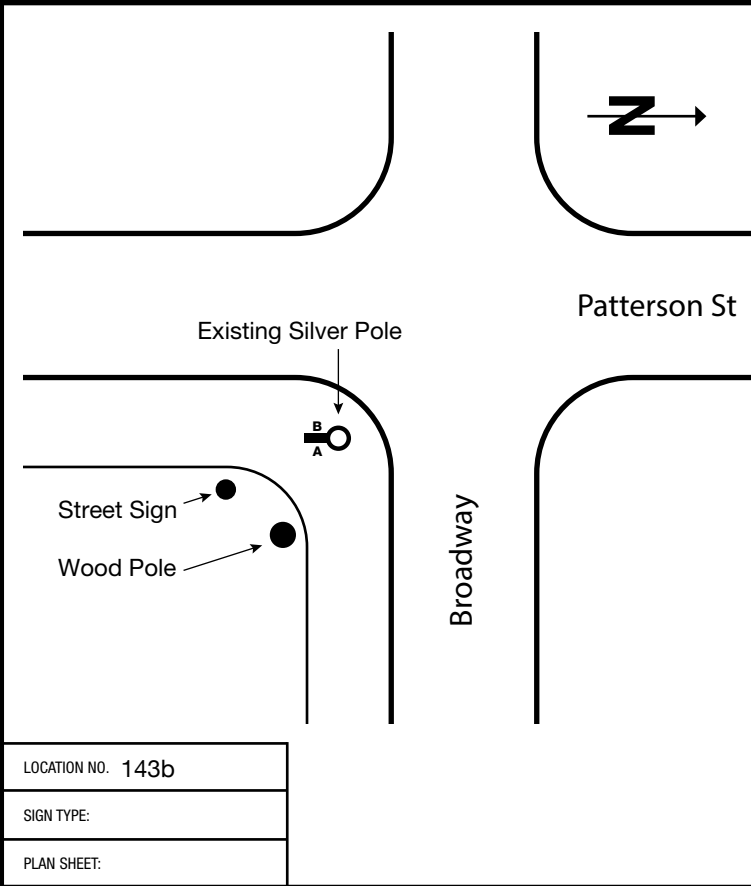 N
Patterson St
Existing Silver Pole
B
A
Street Sign
Wood Pole
Broadway
LOCATION NO. 143b
SIGN TYPE:
PLAN SHEET: